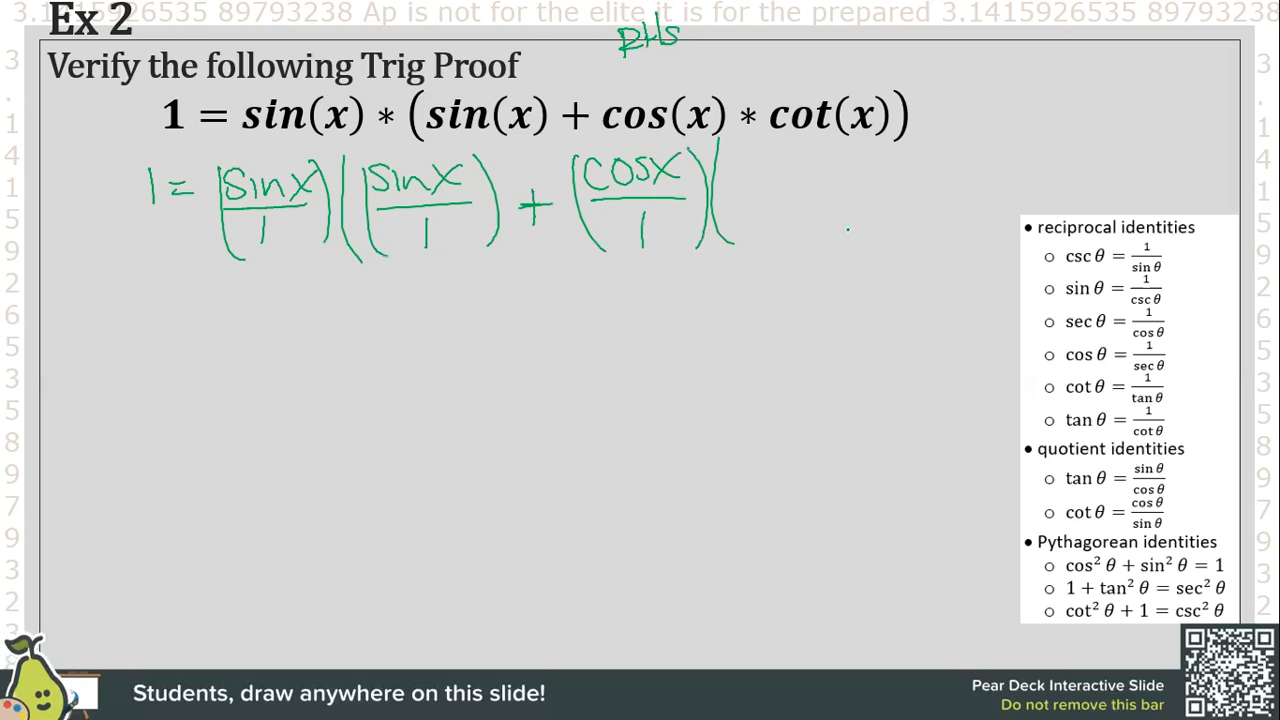 3.1415926535 89793238 Ap is not for the elite it is for the prepared 3.1415926535 89793238
Ex 2
RHS
Verify the following Trig Proof
1 = sin(x) * (sin(x) + cos(x) * cot(x))
1 = (sinx/1)((sinx/1) + (cosx/1)(
• reciprocal identities
○ csc θ = 1/sin θ
○ sin θ = 1/csc θ
○ sec θ = 1/cos θ
○ cos θ = 1/sec θ
○ cot θ = 1/tan θ
○ tan θ = 1/cot θ
• quotient identities
○ tan θ = sin θ/cos θ
○ cot θ = cos θ/sin θ
• Pythagorean identities
○ cos² θ + sin² θ = 1
○ 1 + tan² θ = sec² θ
○ cot² θ + 1 = csc² θ
Students, draw anywhere on this slide!
Pear Deck Interactive Slide
Do not remove this bar